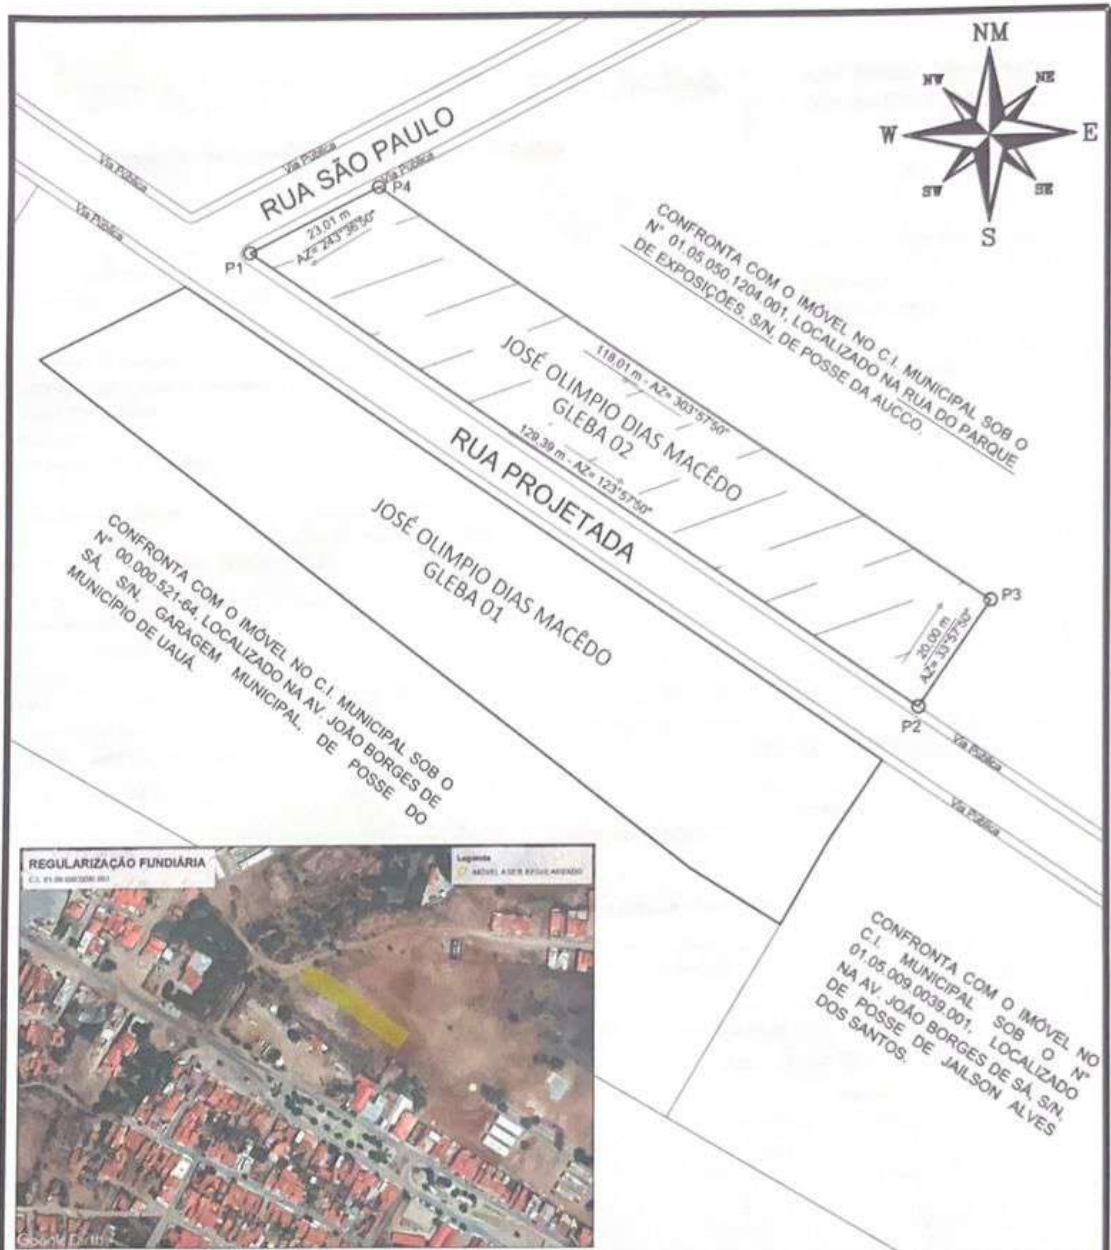 NM
NW
NE
W
E
SW
SE
S
Via Pública
Via Pública
RUA SÃO PAULO
Via Pública
Via Pública
P4
23.01 m
AZ= 243°36'50"
P1
CONFRONTA COM O IMÓVEL NO C.I. MUNICIPAL SOB O
N° 01.05.050.1204.001, LOCALIZADO NA RUA DO PARQUE
DE EXPOSIÇÕES, S/N, DE POSSE DA AUCCO.
118.01 m - AZ= 303°57'50"
JOSÉ OLIMPIO DIAS MACÊDO
GLEBA 02
129.39 m - AZ= 123°57'50"
RUA PROJETADA
P3
20.00 m
AZ= 33°57'50"
P2
Via Pública
Via Pública
JOSÉ OLIMPIO DIAS MACÊDO
GLEBA 01
CONFRONTA COM O IMÓVEL NO C.I. MUNICIPAL SOB O
N° 00.000.521-64, LOCALIZADO NA AV. JOÃO BORGES DE
SÁ, S/N, GARAGEM MUNICIPAL, DE POSSE DO
MUNICÍPIO DE UAUÁ.
REGULARIZAÇÃO FUNDIÁRIA
C.I.
Legenda
IMÓVEL A SER REGULARIZADO
Google Earth
CONFRONTA COM O IMÓVEL NO
C.I. MUNICIPAL SOB O N°
01.05.009.0039.001, LOCALIZADO
NA AV. JOÃO BORGES DE SÁ, S/N,
DE POSSE DE JAILSON ALVES
DOS SANTOS.